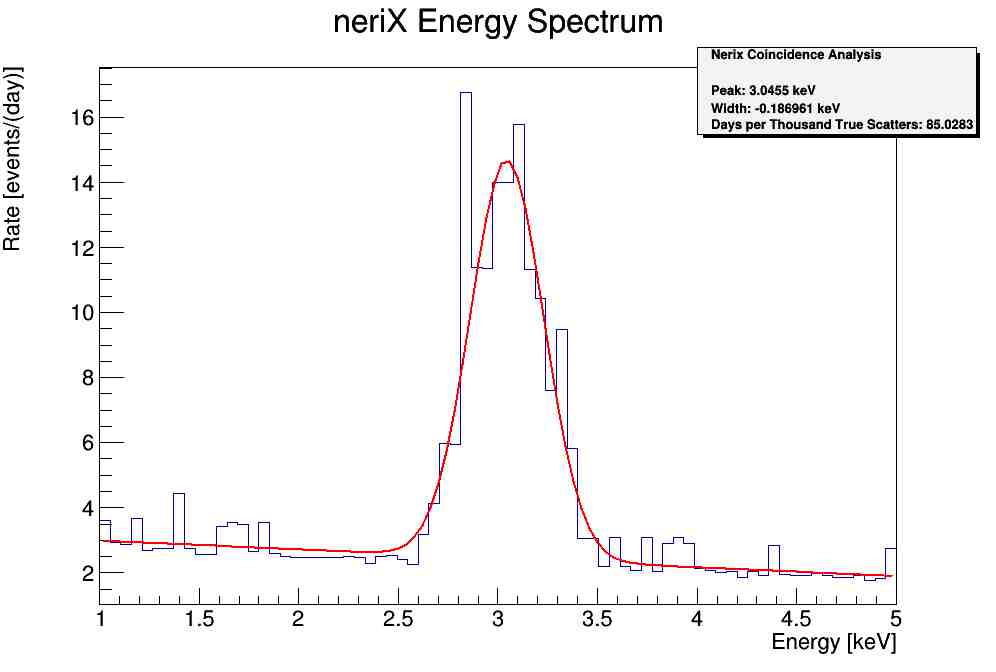 neriX Energy Spectrum
Nerix Coincidence Analysis
Peak: 3.0455 keV
Width: -0.186961 keV
Days per Thousand True Scatters: 85.0283
Rate [events/(day)]
16
14
12
10
8
6
4
2
1 1.5 2 2.5 3 3.5 4 4.5 5
Energy [keV]